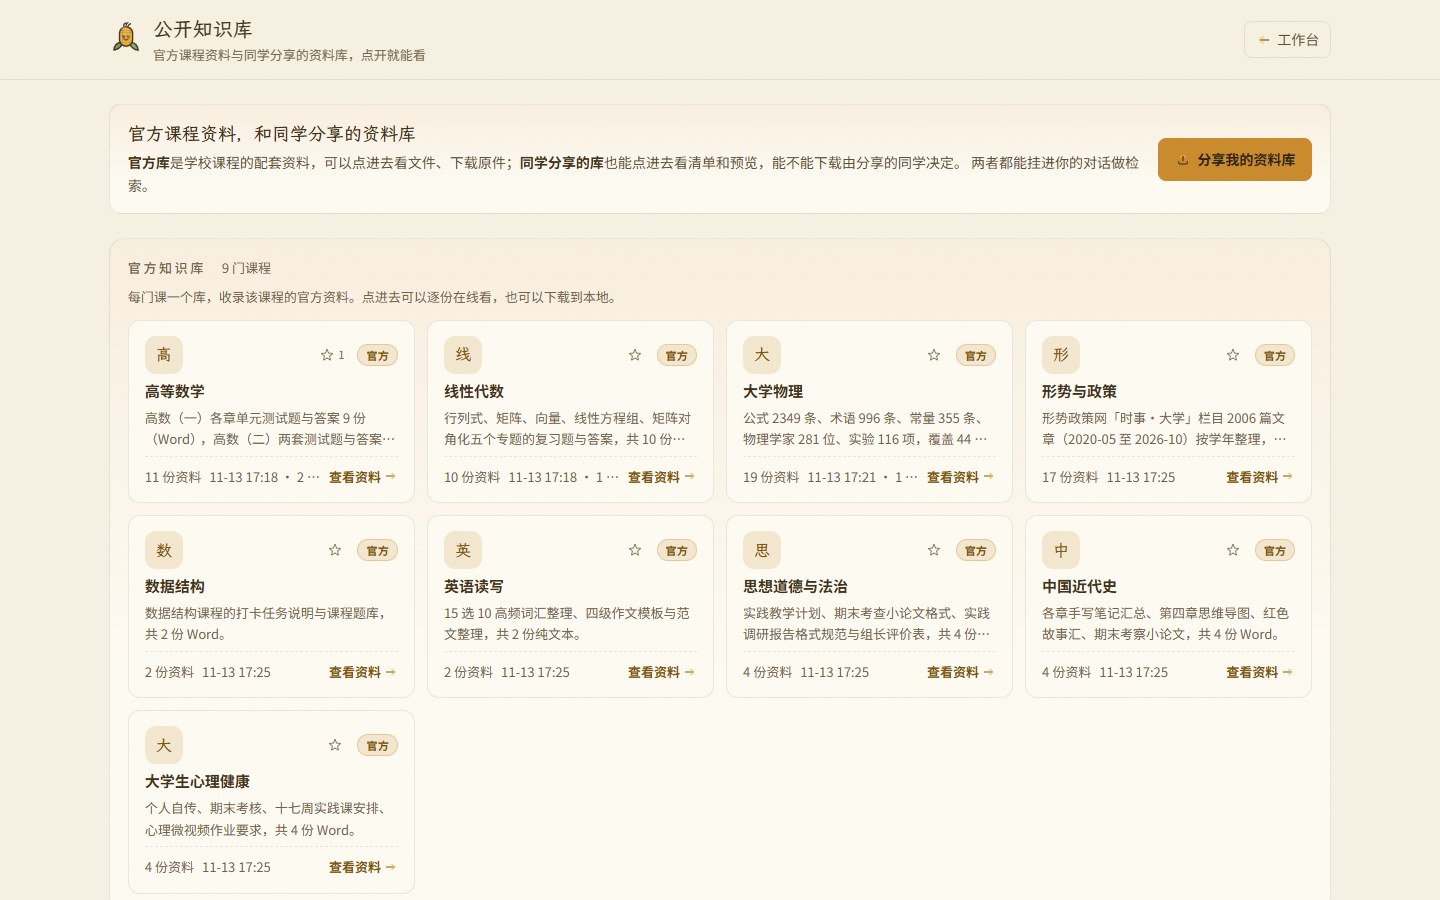 公开知识库
官方课程资料与同学分享的资料库，点开就能看
← 工作台
官方课程资料，和同学分享的资料库
官方库是学校课程的配套资料，可以点进去看文件、下载原件；同学分享的库也能点进去看清单和预览，能不能下载由分享的同学决定。 两者都能挂进你的对话做检
索。
分享我的资料库
官方知识库 9 门课程
每门课一个库，收录该课程的官方资料。点进去可以逐份在线看，也可以下载到本地。
高 1 官方
高等数学
高数（一）各章单元测试题与答案 9 份
（Word），高数（二）两套测试题与答案…
11 份资料 11-13 17:18 · 2 … 查看资料 →
线 官方
线性代数
行列式、矩阵、向量、线性方程组、矩阵对
角化五个专题的复习题与答案，共 10 份…
10 份资料 11-13 17:18 · 1 … 查看资料 →
大 官方
大学物理
公式 2349 条、术语 996 条、常量 355 条、
物理学家 281 位、实验 116 项，覆盖 44 …
19 份资料 11-13 17:21 · 1 … 查看资料 →
形 官方
形势与政策
形势政策网「时事・大学」栏目 2006 篇文
章（2020-05 至 2026-10）按学年整理，…
17 份资料 11-13 17:25 查看资料 →
数 官方
数据结构
数据结构课程的打卡任务说明与课程题库，
共 2 份 Word。
2 份资料 11-13 17:25 查看资料 →
英 官方
英语读写
15 选 10 高频词汇整理、四级作文模板与范
文整理，共 2 份纯文本。
2 份资料 11-13 17:25 查看资料 →
思 官方
思想道德与法治
实践教学计划、期末考查小论文格式、实践
调研报告格式规范与组长评价表，共 4 份…
4 份资料 11-13 17:25 查看资料 →
中 官方
中国近代史
各章手写笔记汇总、第四章思维导图、红色
故事汇、期末考察小论文，共 4 份 Word。
4 份资料 11-13 17:25 查看资料 →
大 官方
大学生心理健康
个人自传、期末考核、十七周实践课安排、
心理微视频作业要求，共 4 份 Word。
4 份资料 11-13 17:25 查看资料 →